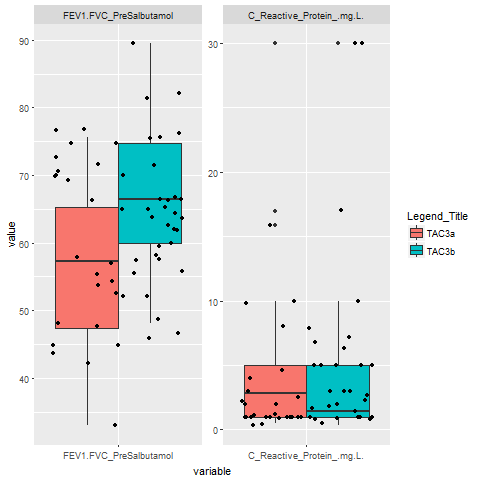 FEV1.FVC_PreSalbutamol
C_Reactive_Protein_.mg.L.
90
80
70
60
50
40
30
20
10
0
value
FEV1.FVC_PreSalbutamol
C_Reactive_Protein_.mg.L.
variable
Legend_Title
TAC3a
TAC3b